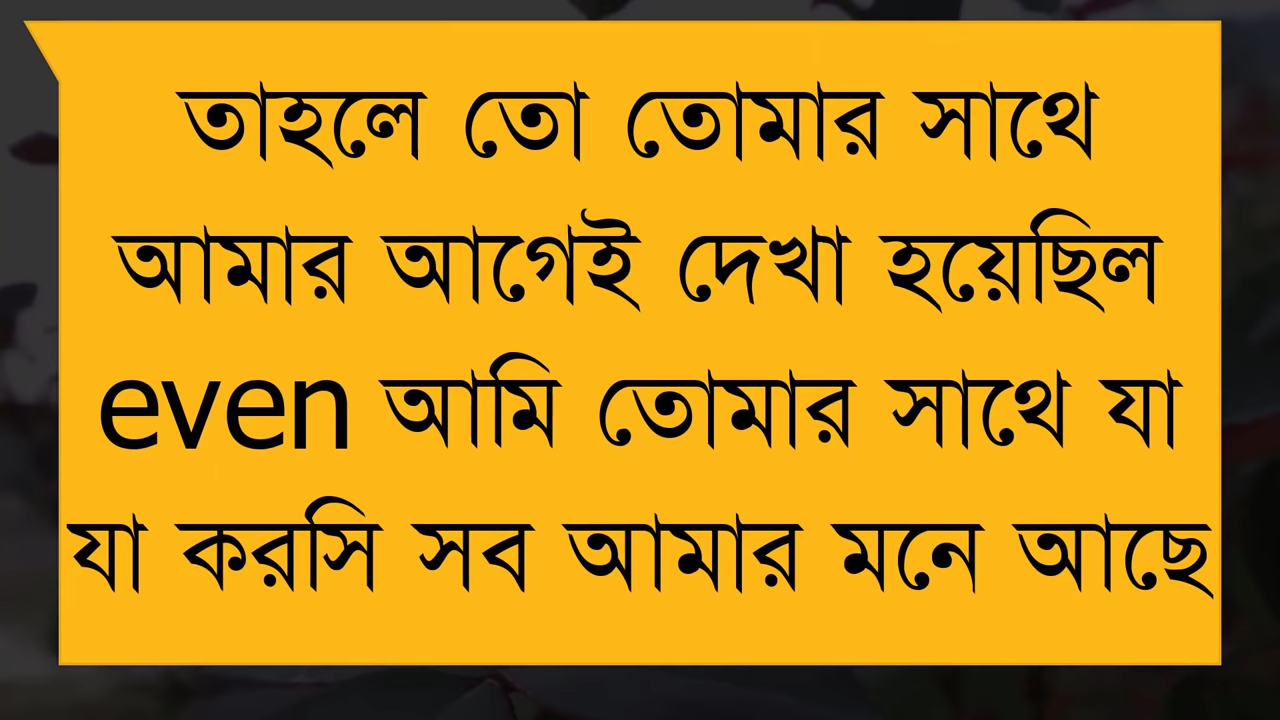 তাহলে তো তোমার সাথে
আমার আগেই দেখা হয়েছিল
even আমি তোমার সাথে যা
যা করসি সব আমার মনে আছে